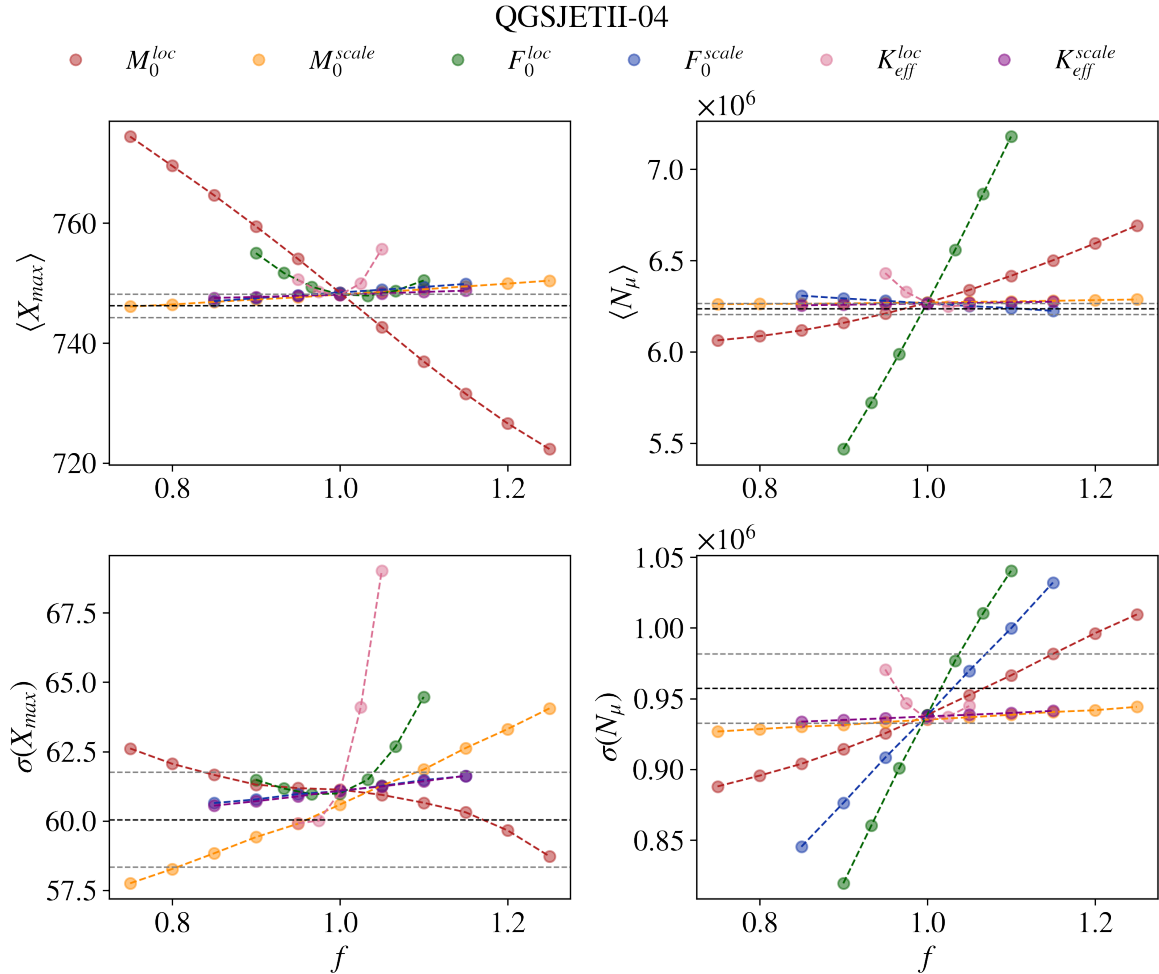 QGSJETII-04
M_0^{loc} M_0^{scale} F_0^{loc} F_0^{scale} K_{eff}^{loc} K_{eff}^{scale}
⟨X_{max}⟩
760
740
720
0.8 1.0 1.2
×10^6
⟨N_μ⟩
7.0
6.5
6.0
5.5
0.8 1.0 1.2
σ(X_{max})
67.5
65.0
62.5
60.0
57.5
0.8 1.0 1.2
f
×10^6
σ(N_μ)
1.05
1.00
0.95
0.90
0.85
0.8 1.0 1.2
f